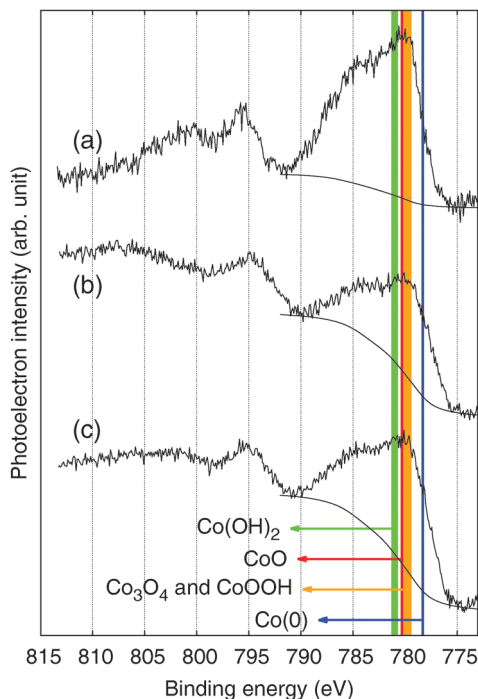 Photoelectron intensity (arb. unit)
(a)
(b)
(c)
Co(OH)₂
CoO
Co₃O₄ and CoOOH
Co(0)
815 810 805 800 795 790 785 780 775
Binding energy (eV)